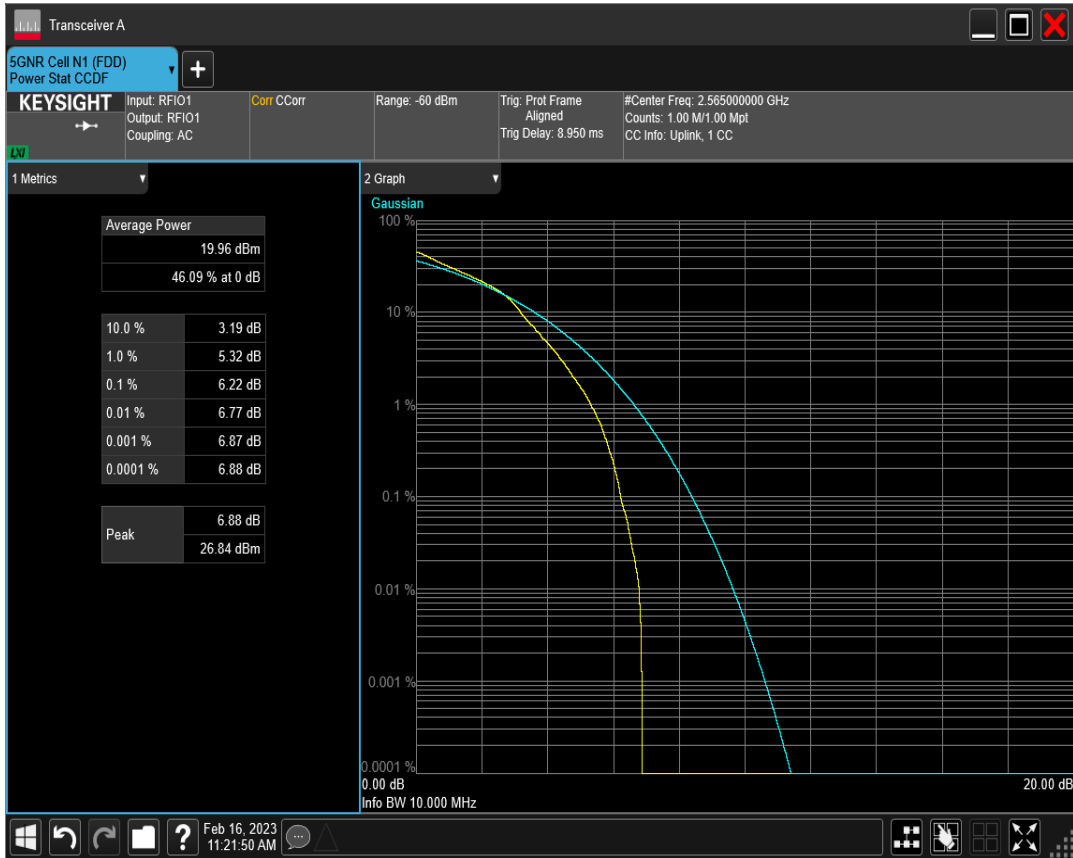 Transceiver A
5GNR Cell N1 (FDD)
Power Stat CCDF
+
KEYSIGHT
LXI
Input: RFIO1
Output: RFIO1
Coupling: AC
Corr CCorr
Range: -60 dBm
Trig: Prot Frame
Aligned
Trig Delay: 8.950 ms
#Center Freq: 2.565000000 GHz
Counts: 1.00 M/1.00 Mpt
CC Info: Uplink, 1 CC
1 Metrics
Average Power
19.96 dBm
46.09 % at 0 dB
10.0 % 3.19 dB
1.0 % 5.32 dB
0.1 % 6.22 dB
0.01 % 6.77 dB
0.001 % 6.87 dB
0.0001 % 6.88 dB
Peak
6.88 dB
26.84 dBm
2 Graph
Gaussian
100 %
10 %
1 %
0.1 %
0.01 %
0.001 %
0.0001 %
0.00 dB 20.00 dB
Info BW 10.000 MHz
?
Feb 16, 2023
11:21:50 AM